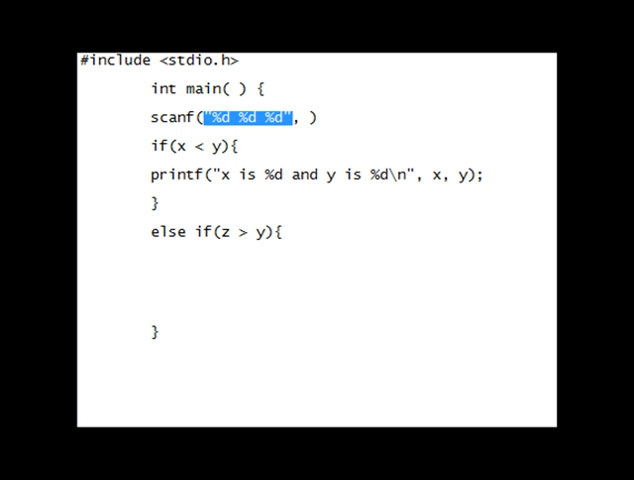 #include <stdio.h>
int main( ) {
scanf("%d %d %d", )
if(x < y){
printf("x is %d and y is %d\n", x, y);
}
else if(z > y){
}